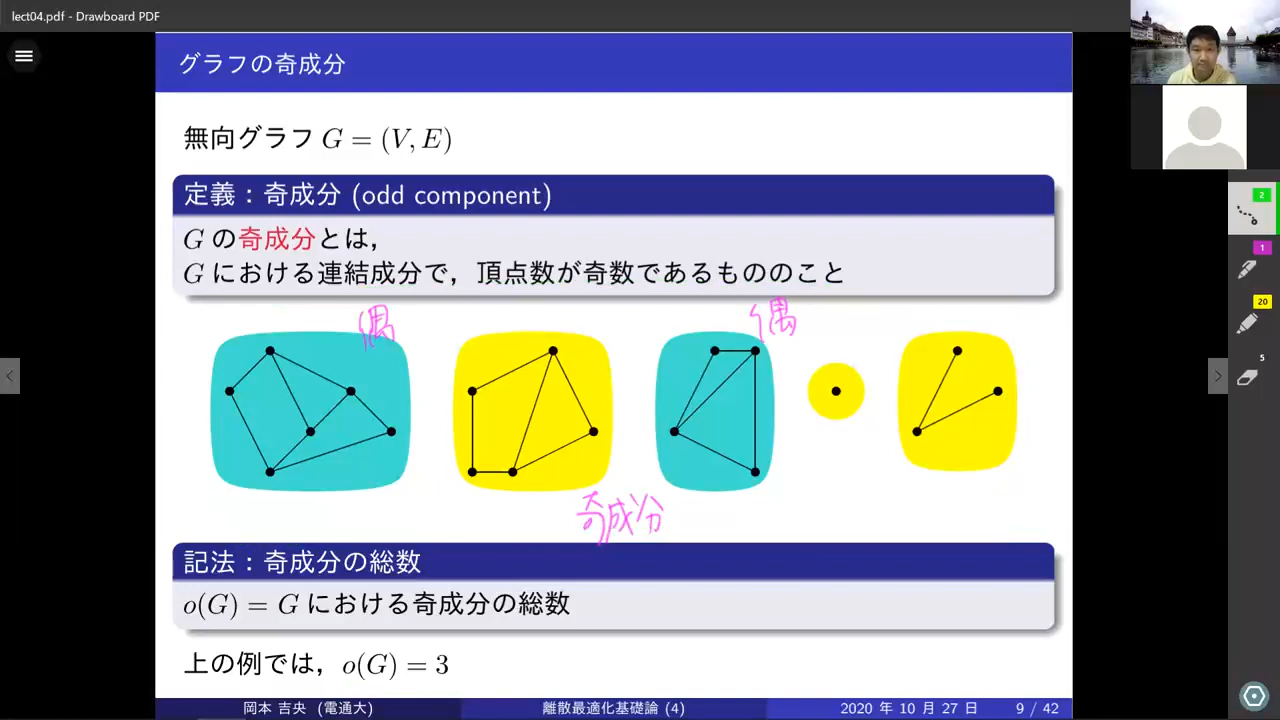 lect04.pdf - Drawboard PDF
グラフの奇成分
無向グラフ G = (V, E)
定義：奇成分 (odd component)
G の奇成分とは，
G における連結成分で，頂点数が奇数であるもののこと
偶
偶
奇成分
記法：奇成分の総数
o(G) = G における奇成分の総数
上の例では，o(G) = 3
岡本 吉央 (電通大)
離散最適化基礎論 (4)
2020 年 10 月 27 日
9 / 42
2
1
20
5